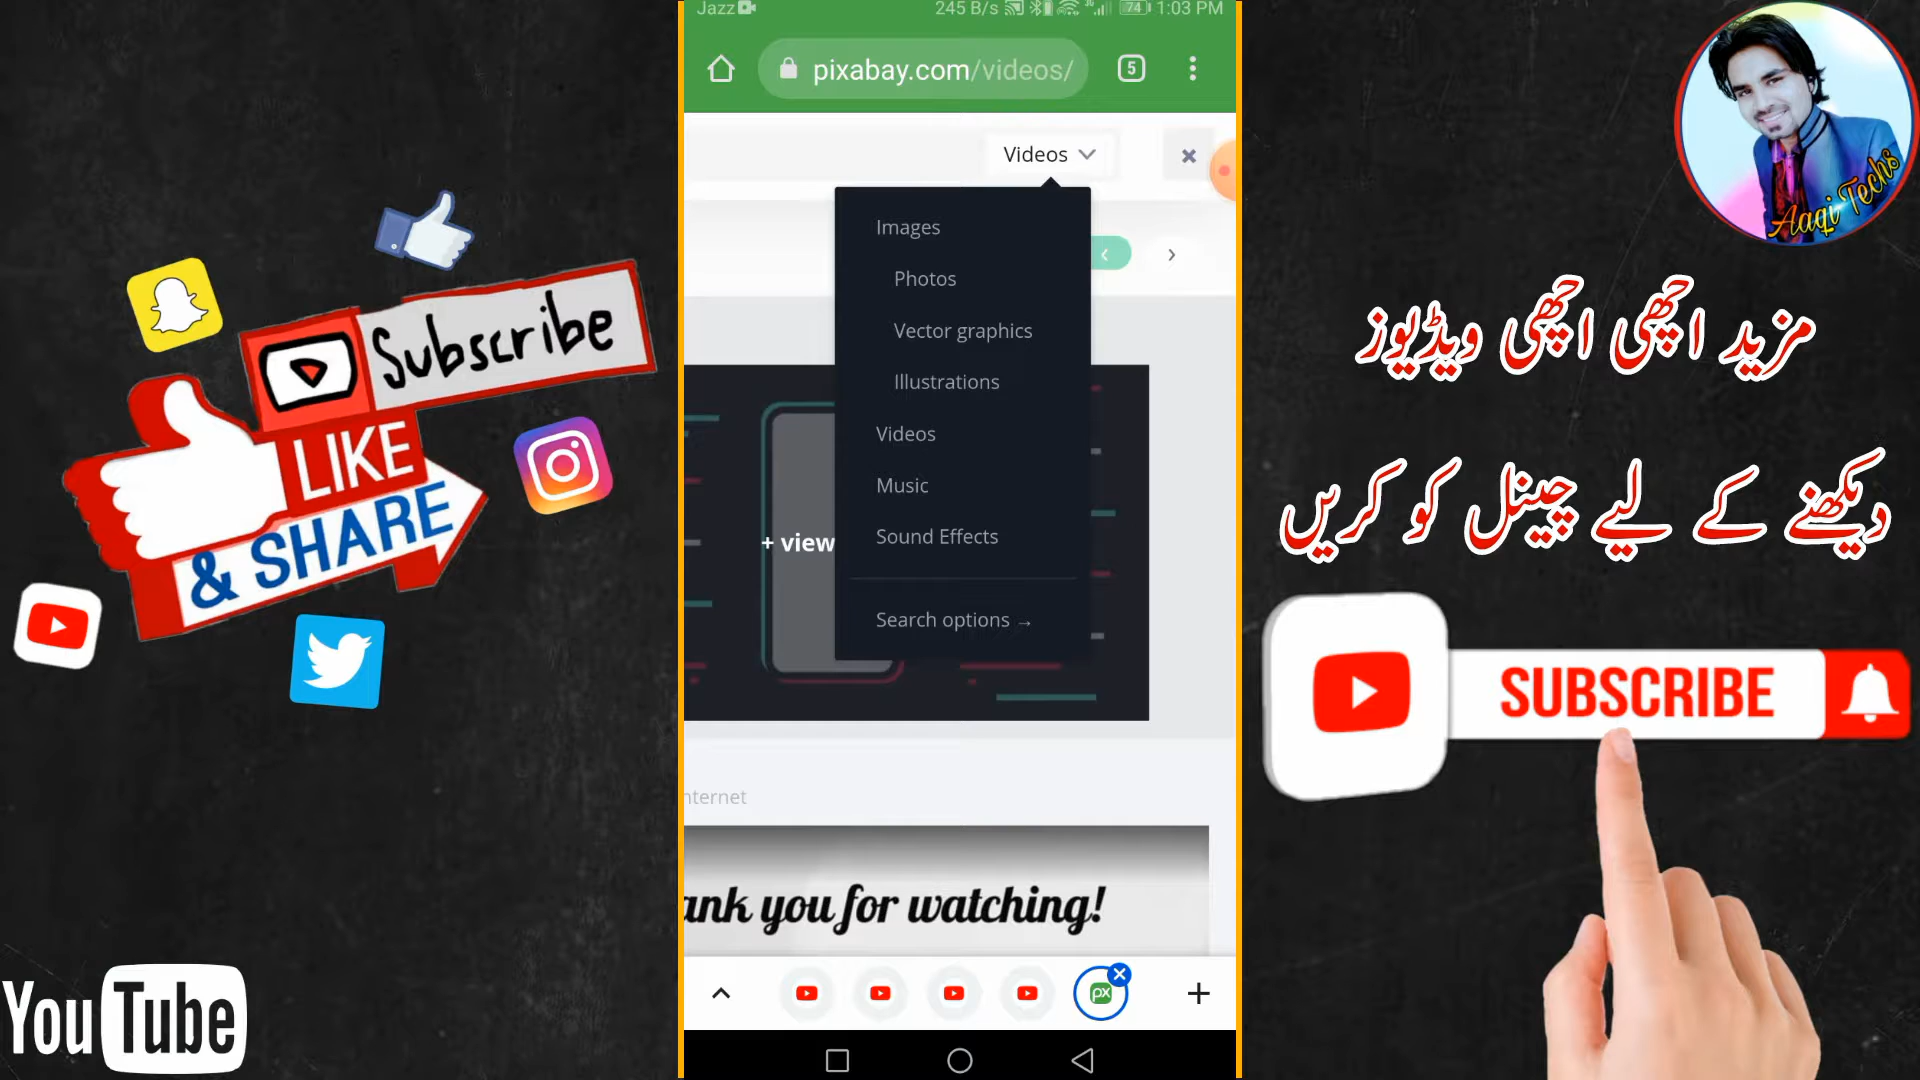 Jazz
245 B/s
74
1:03 PM
pixabay.com/videos/
5
Videos
Images
Photos
Vector graphics
Illustrations
Videos
Music
Sound Effects
Search options →
+ view
nternet
ank you for watching!
px
Subscribe
LIKE
& SHARE
YouTube
Aaqi Techs
مزید اچھی اچھی ویڈیوز
دیکھنے کے لیے چینل کو کریں
SUBSCRIBE